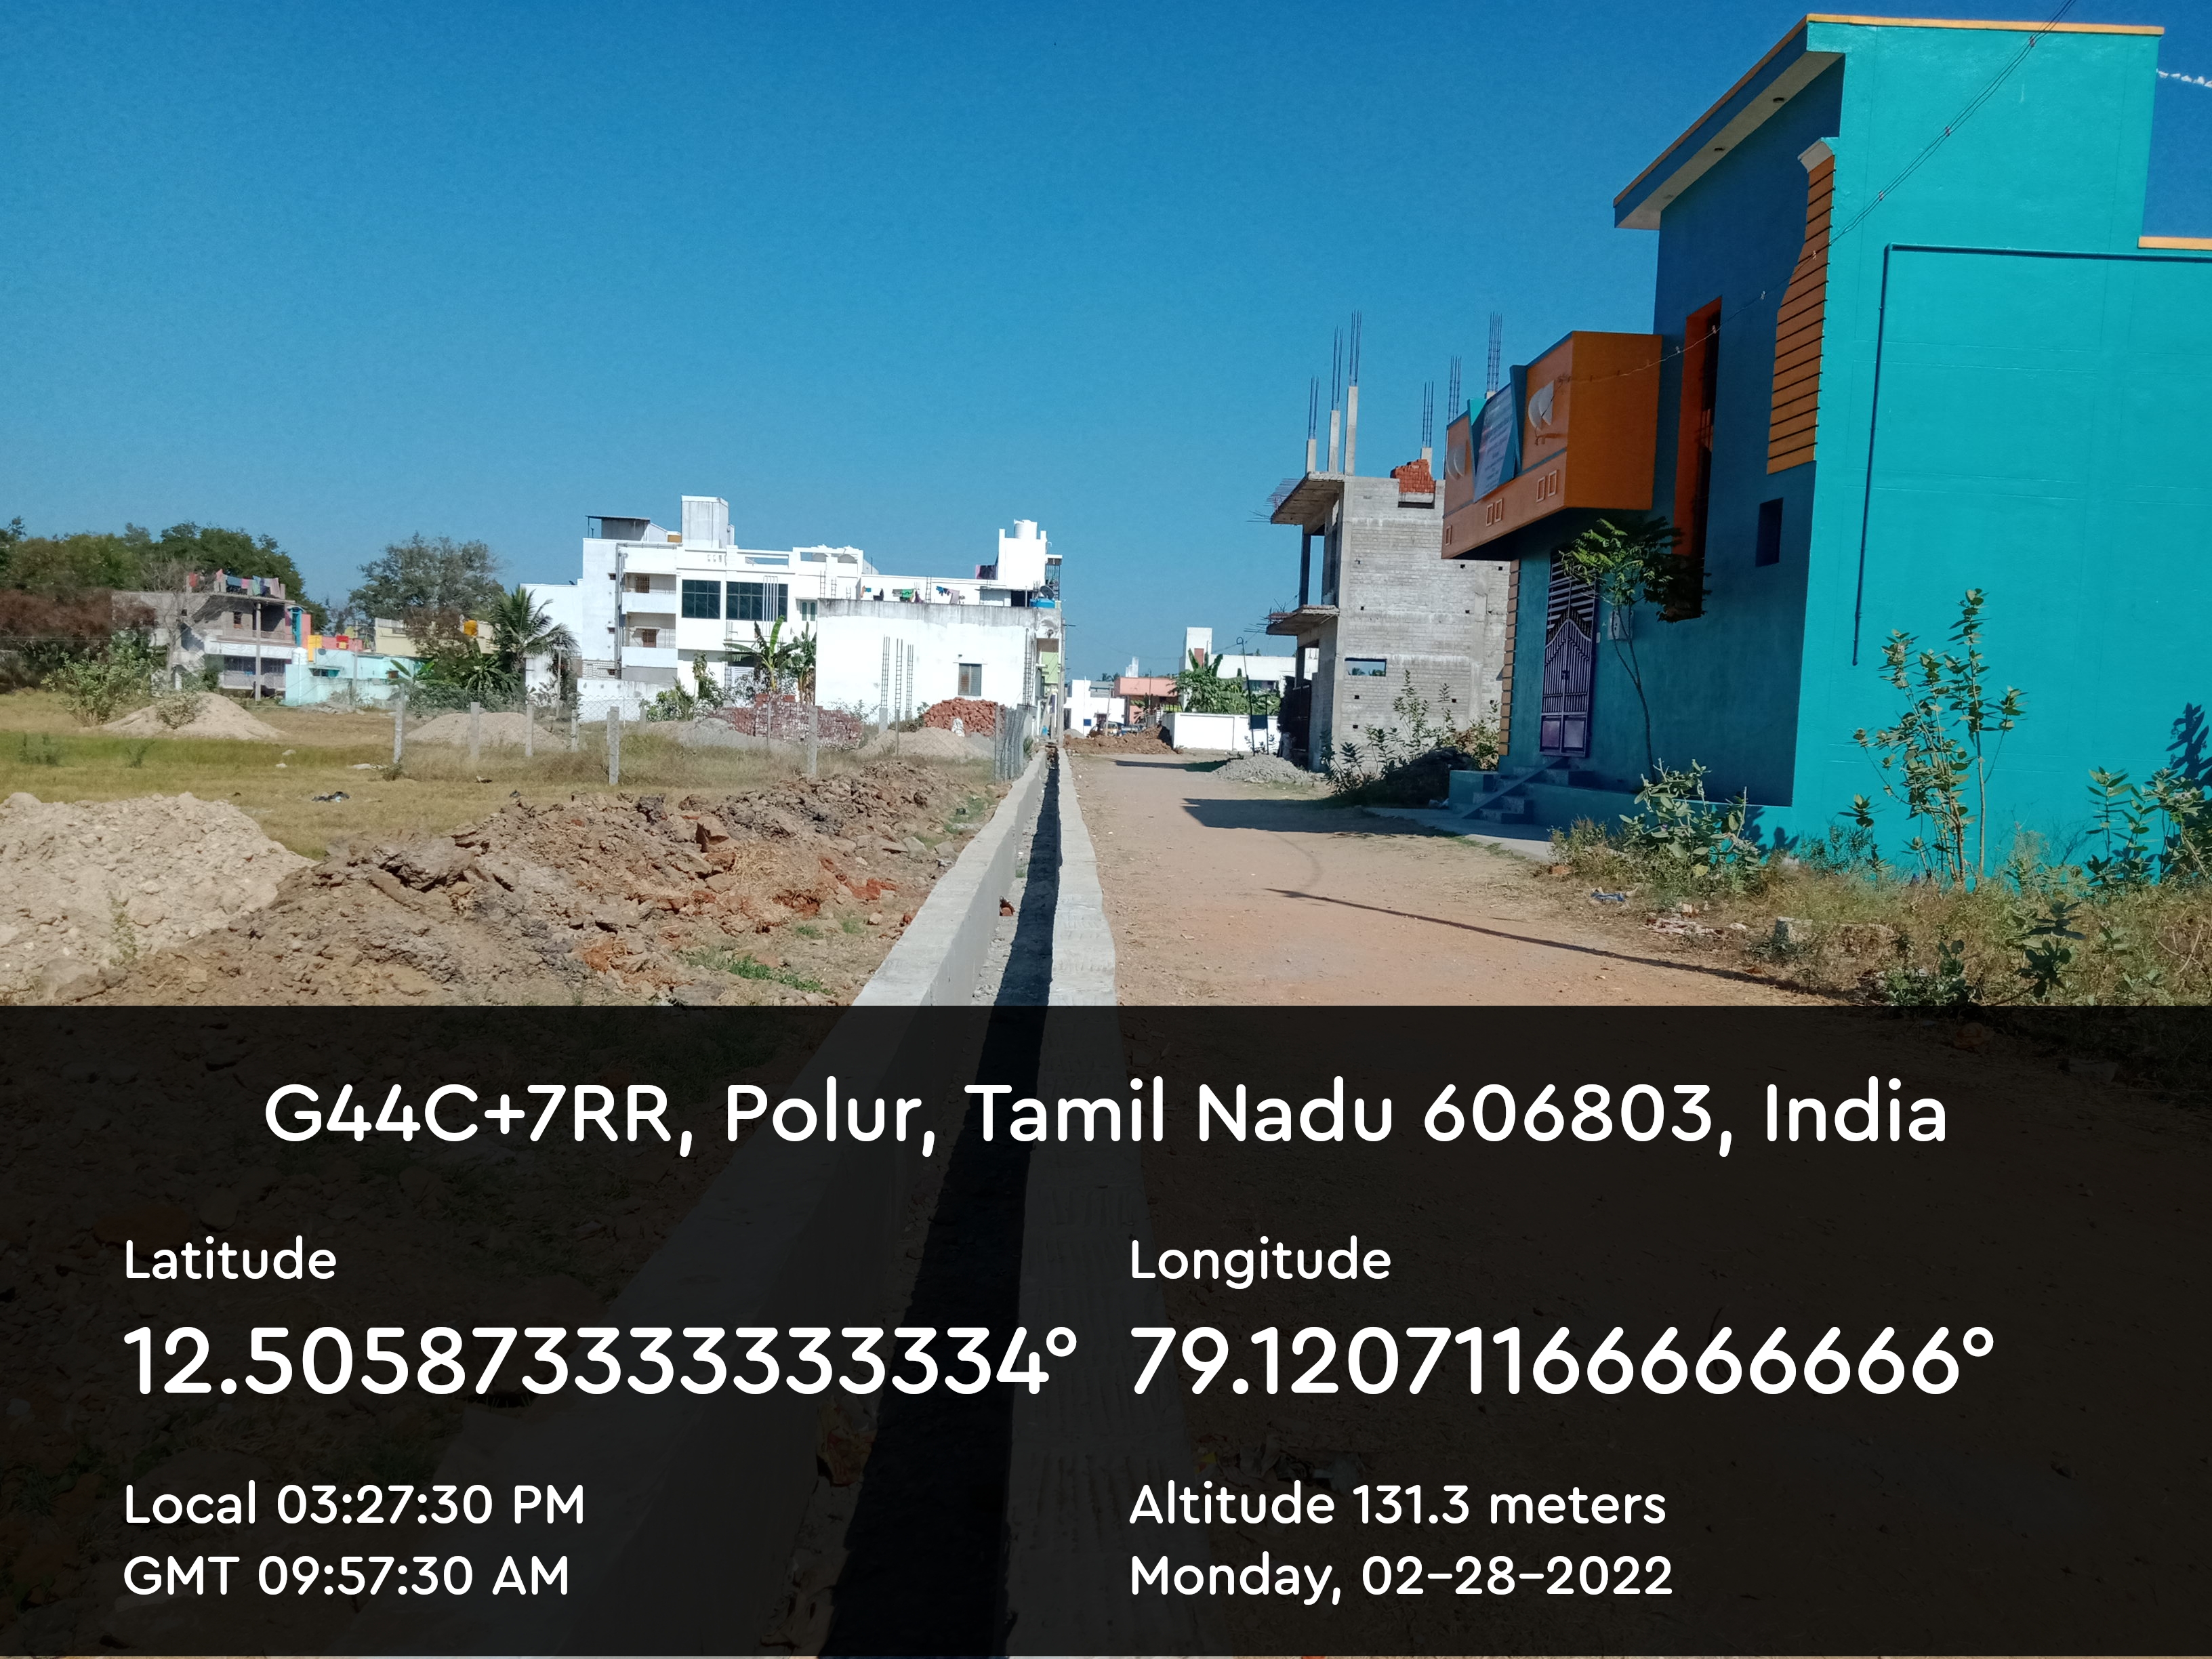 G44C+7RR, Polur, Tamil Nadu 606803, India
Latitude
12.505873333333334°
Longitude
79.12071166666666°
Local 03:27:30 PM
GMT 09:57:30 AM
Altitude 131.3 meters
Monday, 02-28-2022